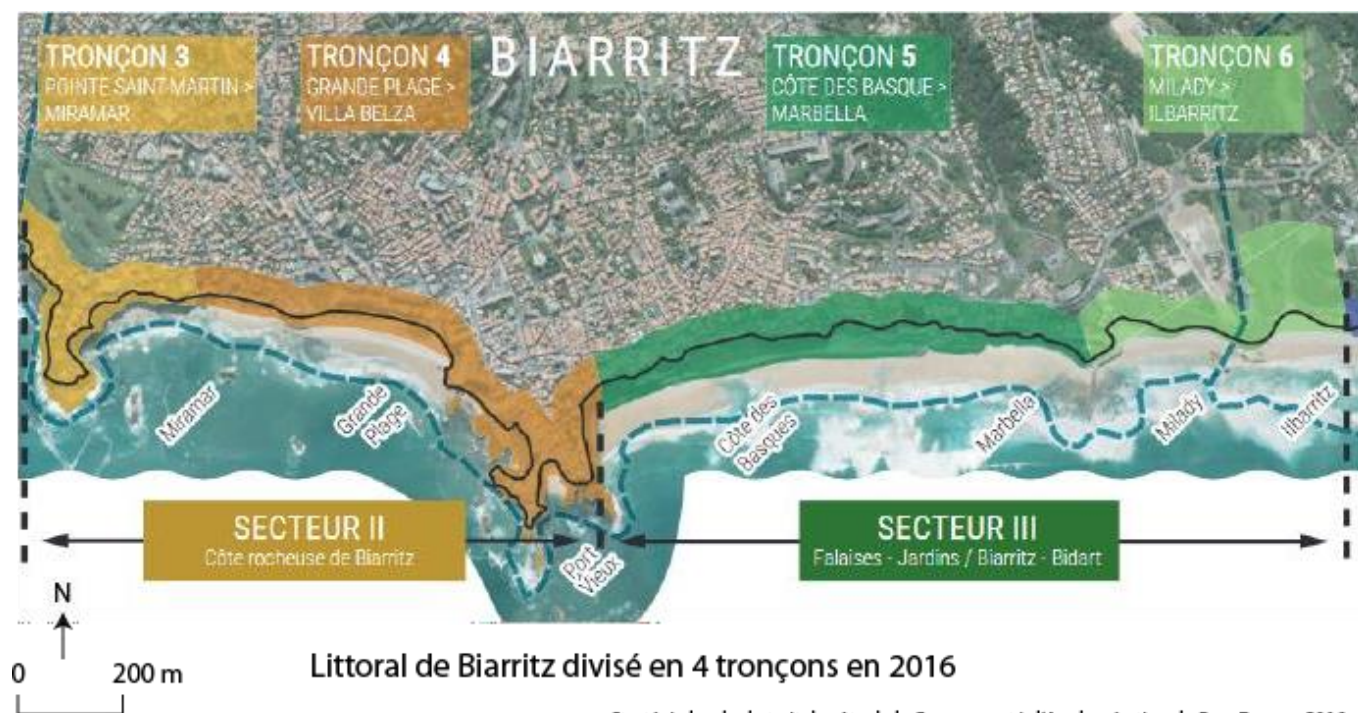 TRONÇON 3
POINTE SAINT-MARTIN >
MIRAMAR
TRONÇON 4
GRANDE PLAGE >
VILLA BELZA
BIARRITZ
TRONÇON 5
CÔTE DES BASQUE >
MARBELLA
TRONÇON 6
MILADY >
ILBARRITZ
Miramar
Grande
Plage
Port
Vieux
Côte des
Basques
Marbella
Milady
Ilbarritz
SECTEUR II
Côte rocheuse de Biarritz
SECTEUR III
Falaises - Jardins / Biarritz - Bidart
N
0 200 m
Littoral de Biarritz divisé en 4 tronçons en 2016